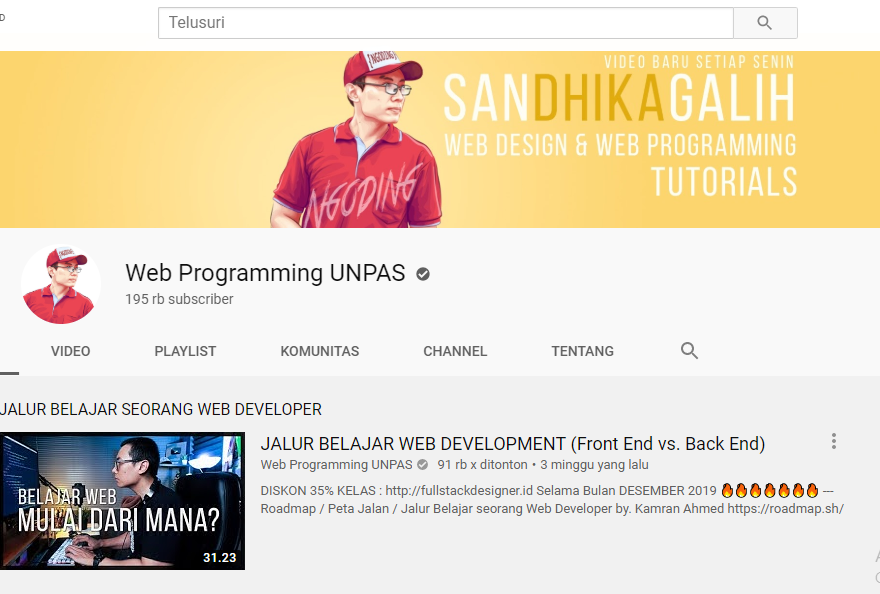 Telusuri
NGODING
VIDEO BARU SETIAP SENIN
SANDHIKAGALIH
WEB DESIGN & WEB PROGRAMMING
TUTORIALS
NGODING
Web Programming UNPAS
195 rb subscriber
VIDEO
PLAYLIST
KOMUNITAS
CHANNEL
TENTANG
JALUR BELAJAR SEORANG WEB DEVELOPER
JALUR BELAJAR WEB DEVELOPMENT (Front End vs. Back End)
Web Programming UNPAS 91 rb x ditonton • 3 minggu yang lalu
DISKON 35% KELAS : http://fullstackdesigner.id Selama Bulan DESEMBER 2019 🔥🔥🔥🔥🔥🔥🔥 ---
Roadmap / Peta Jalan / Jalur Belajar seorang Web Developer by. Kamran Ahmed https://roadmap.sh/
BELAJAR WEB
MULAI DARI MANA?
31.23